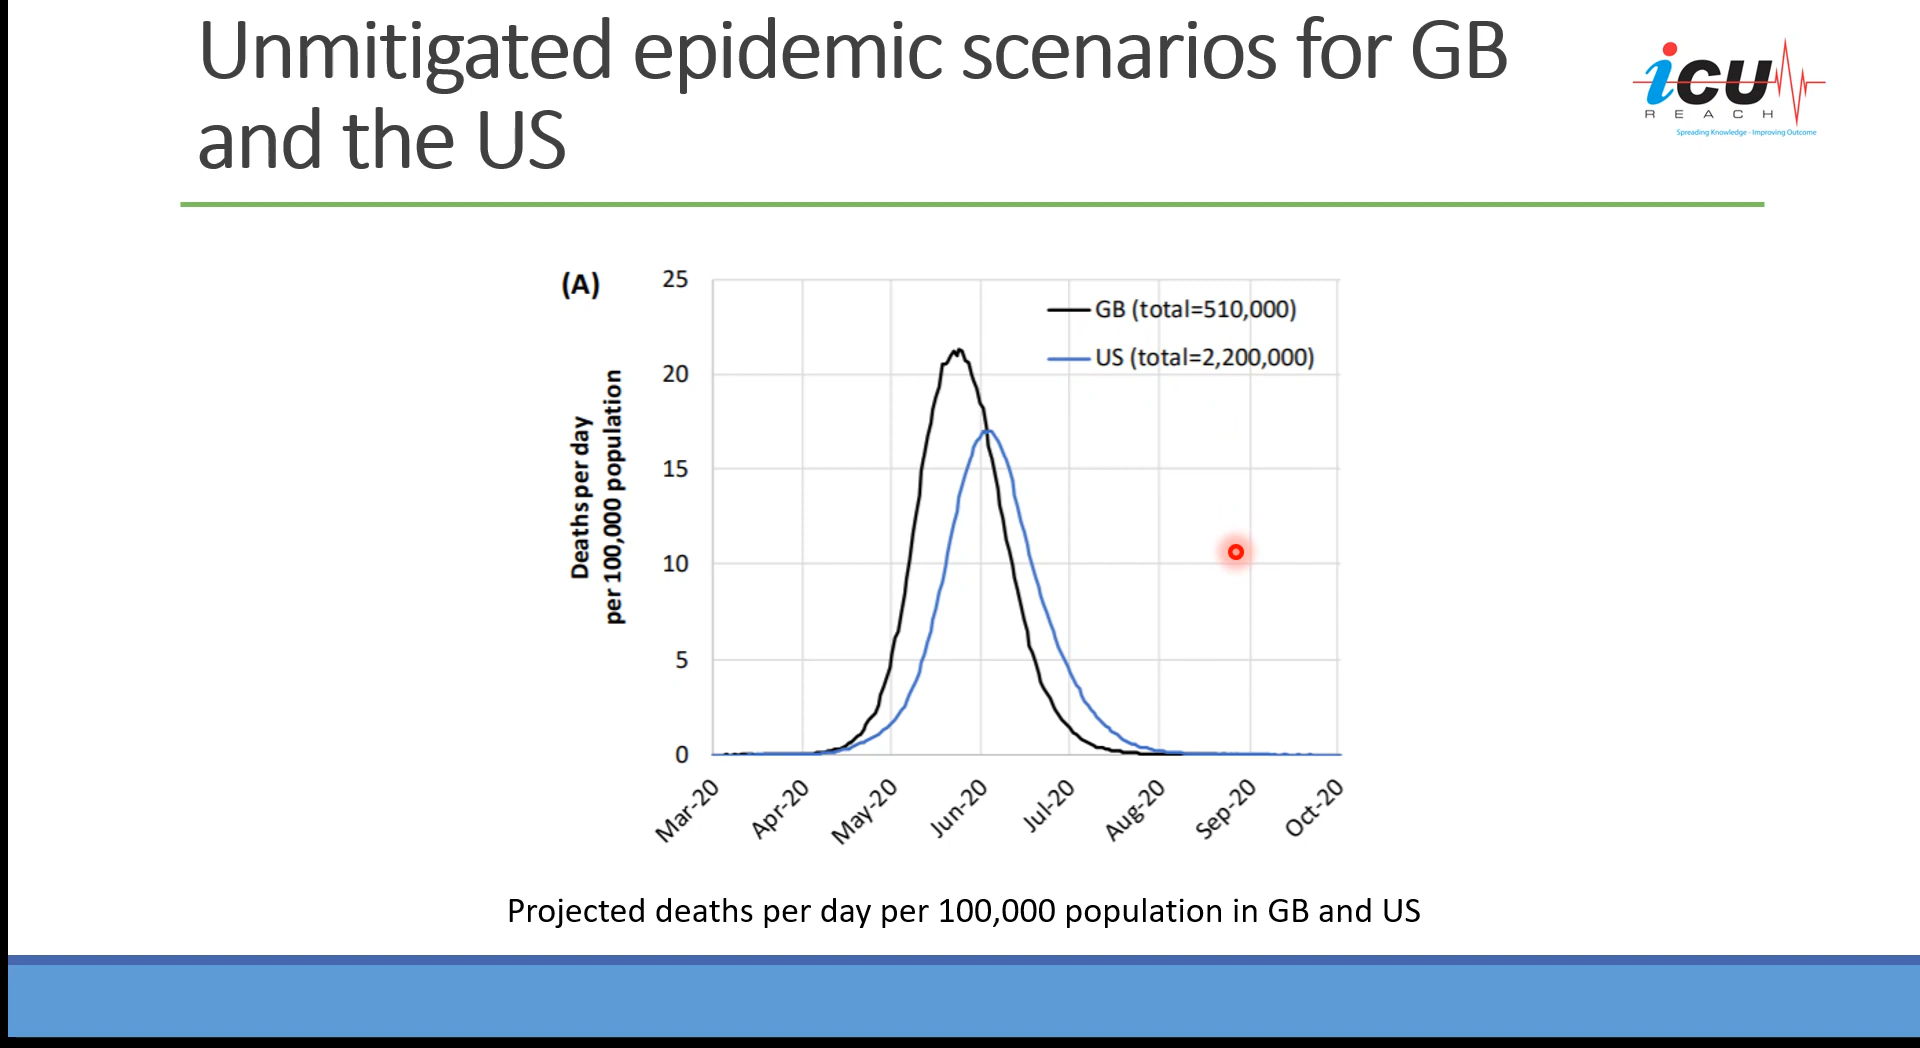 Unmitigated epidemic scenarios for GB
and the US
icu
REACH
Spreading Knowledge - Improving Outcome
(A)
Deaths per day
per 100,000 population
25
20
15
10
5
0
GB (total=510,000)
US (total=2,200,000)
Mar-20
Apr-20
May-20
Jun-20
Jul-20
Aug-20
Sep-20
Oct-20
Projected deaths per day per 100,000 population in GB and US